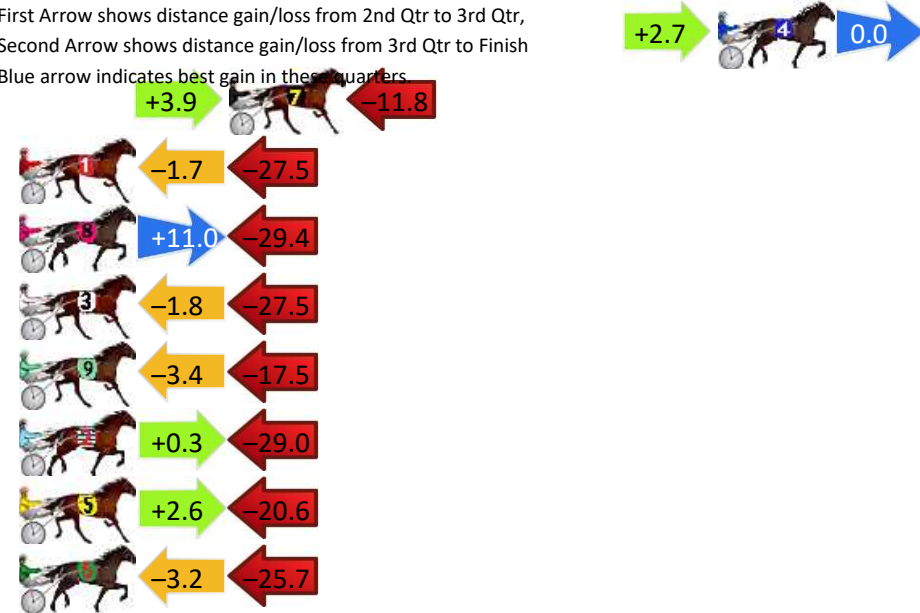 First Arrow shows distance gain/loss from 2nd Qtr to 3rd Qtr,
Second Arrow shows distance gain/loss from 3rd Qtr to Finish
Blue arrow indicates best gain in these quarters.
+2.7 4 0.0
+3.9 7 –11.8
1 –1.7 –27.5
8 +11.0 –29.4
3 –1.8 –27.5
9 –3.4 –17.5
2 +0.3 –29.0
5 +2.6 –20.6
6 –3.2 –25.7